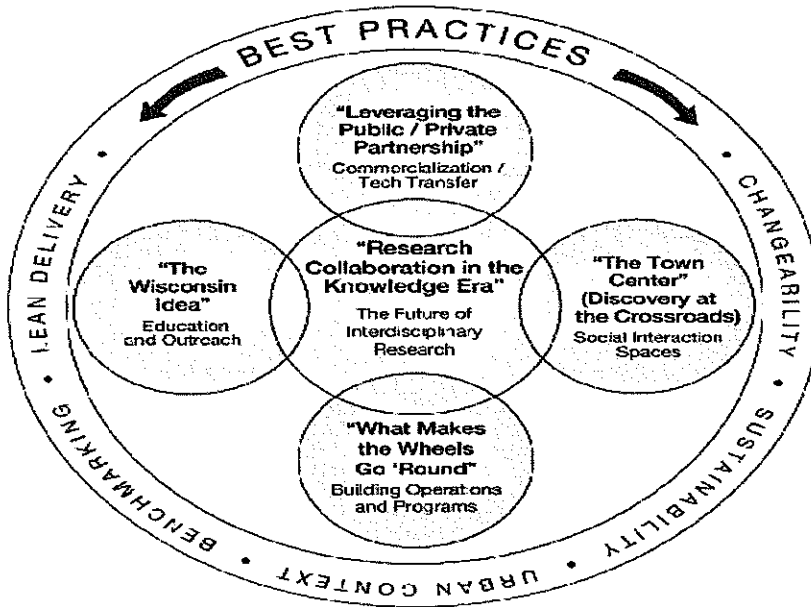 BEST PRACTICES
"Leveraging the
Public / Private
Partnership"
Commercialization /
Tech Transfer
"The
Wisconsin
Idea"
Education
and Outreach
"Research
Collaboration in the
Knowledge Era"
The Future of
Interdisciplinary
Research
"The Town
Center"
(Discovery at
the Crossroads)
Social Interaction
Spaces
"What Makes
the Wheels
Go 'Round"
Building Operations
and Programs
• CHANGEABILITY • SUSTAINABILITY • URBAN CONTEXT • BENCHMARKING • LEAN DELIVERY •